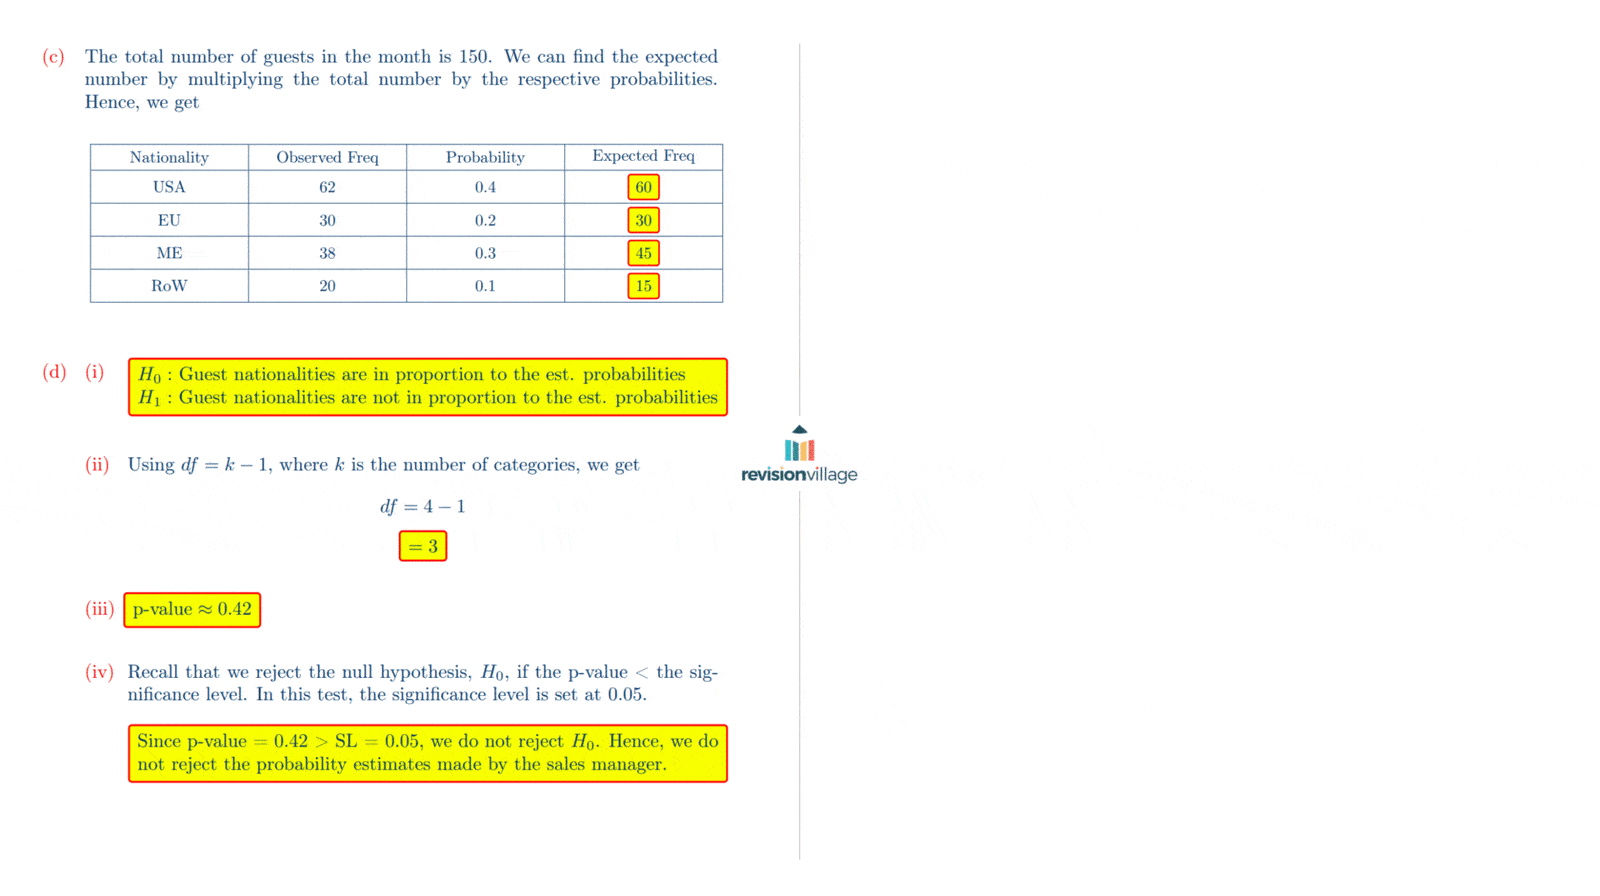 (c) The total number of guests in the month is 150. We can find the expected
number by multiplying the total number by the respective probabilities.
Hence, we get
Nationality Observed Freq Probability Expected Freq
USA 62 0.4 60
EU 30 0.2 30
ME 38 0.3 45
RoW 20 0.1 15
(d) (i) H₀ : Guest nationalities are in proportion to the est. probabilities
H₁ : Guest nationalities are not in proportion to the est. probabilities
(ii) Using df = k − 1, where k is the number of categories, we get
df = 4 − 1
= 3
(iii) p-value ≈ 0.42
(iv) Recall that we reject the null hypothesis, H₀, if the p-value < the sig-
nificance level. In this test, the significance level is set at 0.05.
Since p-value = 0.42 > SL = 0.05, we do not reject H₀. Hence, we do
not reject the probability estimates made by the sales manager.
revisionvillage